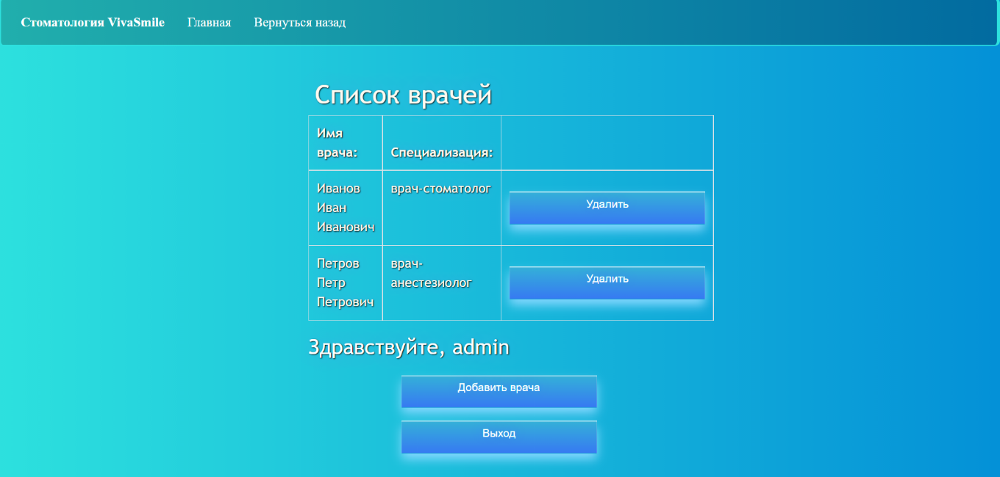 Стоматология VivaSmile Главная Вернуться назад
Список врачей
Имя
врача:
Специализация:
Иванов
Иван
Иванович
врач-стоматолог
Удалить
Петров
Петр
Петрович
врач-
анестезиолог
Удалить
Здравствуйте, admin
Добавить врача
Выход